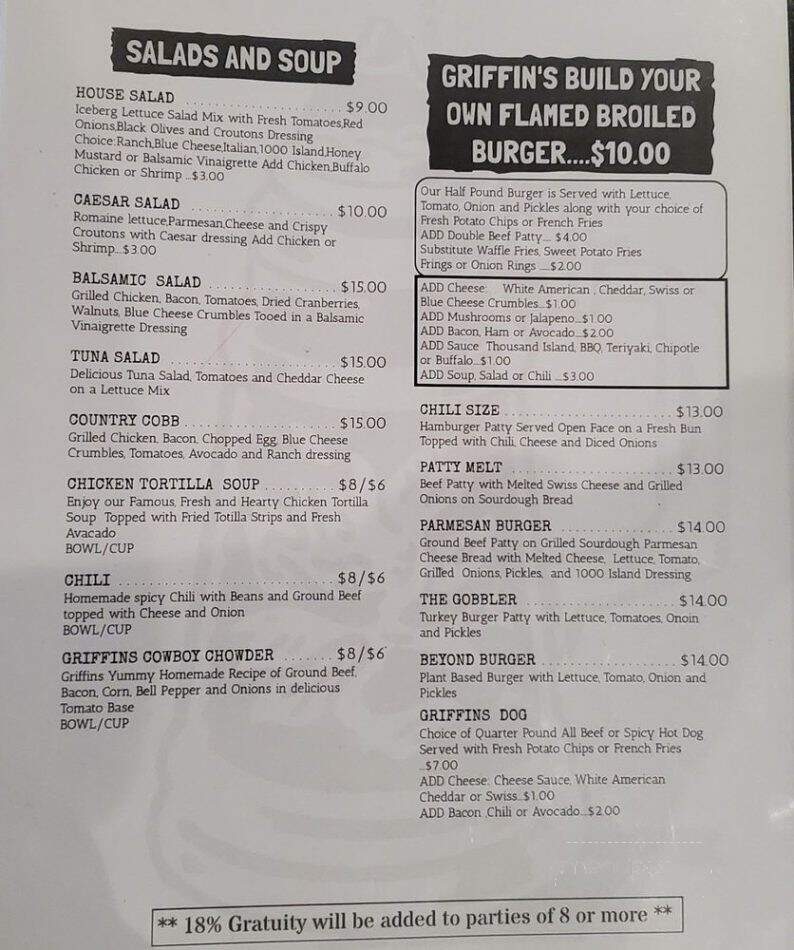 SALADS AND SOUP
HOUSE SALAD ...................... $9.00
Iceberg Lettuce Salad Mix with Fresh Tomatoes,Red
Onions,Black Olives and Croutons Dressing
Choice:Ranch,Blue Cheese,Italian,1000 Island,Honey
Mustard or Balsamic Vinaigrette Add Chicken,Buffalo
Chicken or Shrimp ...$3.00
CAESAR SALAD ..................... $10.00
Romaine lettuce,Parmesan,Cheese and Crispy
Croutons with Caesar dressing Add Chicken or
Shrimp...$3.00
BALSAMIC SALAD ................... $15.00
Grilled Chicken, Bacon, Tomatoes, Dried Cranberries,
Walnuts, Blue Cheese Crumbles Tooed in a Balsamic
Vinaigrette Dressing
TUNA SALAD ....................... $15.00
Delicious Tuna Salad, Tomatoes and Cheddar Cheese
on a Lettuce Mix
COUNTRY COBB ..................... $15.00
Grilled Chicken, Bacon, Chopped Egg, Blue Cheese
Crumbles, Tomatoes, Avocado and Ranch dressing
CHICKEN TORTILLA SOUP .......... $8/$6
Enjoy our Famous, Fresh and Hearty Chicken Tortilla
Soup Topped with Fried Totilla Strips and Fresh
Avacado
BOWL/CUP
CHILI ............................ $8/$6
Homemade spicy Chili with Beans and Ground Beef
topped with Cheese and Onion
BOWL/CUP
GRIFFINS COWBOY CHOWDER ....... $8/$6
Griffins Yummy Homemade Recipe of Ground Beef,
Bacon, Corn, Bell Pepper and Onions in delicious
Tomato Base
BOWL/CUP
GRIFFIN'S BUILD YOUR
OWN FLAMED BROILED
BURGER....$10.00
Our Half Pound Burger is Served with Lettuce,
Tomato, Onion and Pickles along with your choice of
Fresh Potato Chips or French Fries
ADD Double Beef Patty.... $4.00
Substitute Waffle Fries, Sweet Potato Fries
Frings or Onion Rings ....$2.00
ADD Cheese: White American , Cheddar, Swiss or
Blue Cheese Crumbles...$1.00
ADD Mushrooms or Jalapeno...$1.00
ADD Bacon, Ham or Avocado...$2.00
ADD Sauce Thousand Island, BBQ, Teriyaki, Chipotle
or Buffalo...$1.00
ADD Soup, Salad or Chili ...$3.00
CHILI SIZE ....................... $13.00
Hamburger Patty Served Open Face on a Fresh Bun
Topped with Chili, Cheese and Diced Onions
PATTY MELT ...................... $13.00
Beef Patty with Melted Swiss Cheese and Grilled
Onions on Sourdough Bread
PARMESAN BURGER ............... $14.00
Ground Beef Patty on Grilled Sourdough Parmesan
Cheese Bread with Melted Cheese, Lettuce, Tomato,
Grilled Onions, Pickles, and 1000 Island Dressing
THE GOBBLER ..................... $14.00
Turkey Burger Patty with Lettuce, Tomatoes, Onoin
and Pickles
BEYOND BURGER .................. $14.00
Plant Based Burger with Lettuce, Tomato, Onion and
Pickles
GRIFFINS DOG
Choice of Quarter Pound All Beef or Spicy Hot Dog
Served with Fresh Potato Chips or French Fries
...$7.00
ADD Cheese: Cheese Sauce, White American
Cheddar or Swiss...$1.00
ADD Bacon ,Chili or Avocado...$2.00
** 18% Gratuity will be added to parties of 8 or more **